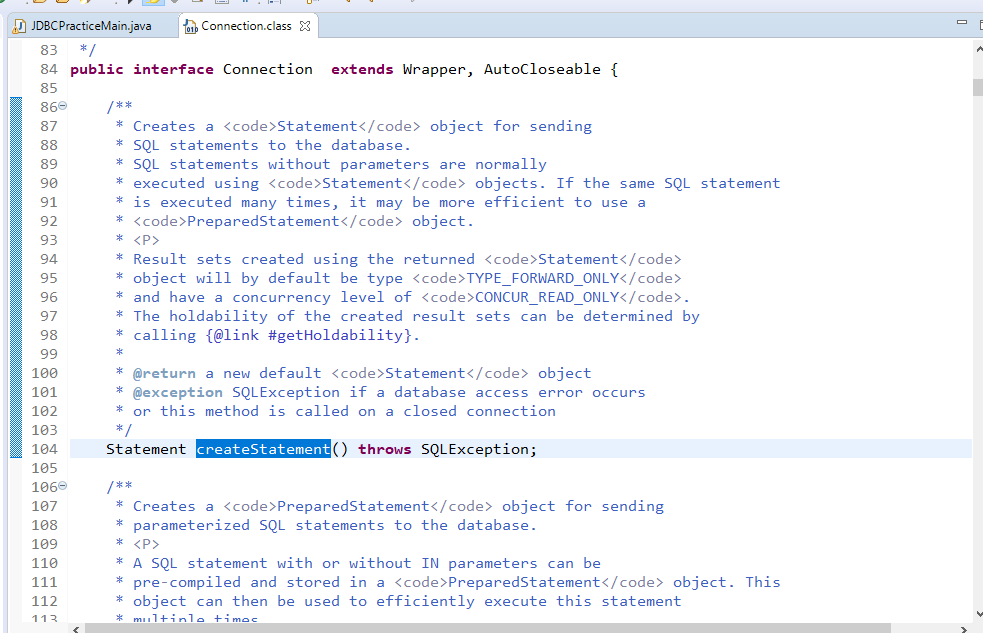 JDBCPracticeMain.java Connection.class
83 */
84 public interface Connection  extends Wrapper, AutoCloseable {
85
86 /**
87 * Creates a <code>Statement</code> object for sending
88 * SQL statements to the database.
89 * SQL statements without parameters are normally
90 * executed using <code>Statement</code> objects. If the same SQL statement
91 * is executed many times, it may be more efficient to use a
92 * <code>PreparedStatement</code> object.
93 * <P>
94 * Result sets created using the returned <code>Statement</code>
95 * object will by default be type <code>TYPE_FORWARD_ONLY</code>
96 * and have a concurrency level of <code>CONCUR_READ_ONLY</code>.
97 * The holdability of the created result sets can be determined by
98 * calling {@link #getHoldability}.
99 *
100 * @return a new default <code>Statement</code> object
101 * @exception SQLException if a database access error occurs
102 * or this method is called on a closed connection
103 */
104 Statement createStatement() throws SQLException;
105
106 /**
107 * Creates a <code>PreparedStatement</code> object for sending
108 * parameterized SQL statements to the database.
109 * <P>
110 * A SQL statement with or without IN parameters can be
111 * pre-compiled and stored in a <code>PreparedStatement</code> object. This
112 * object can then be used to efficiently execute this statement
113 * multiple times.